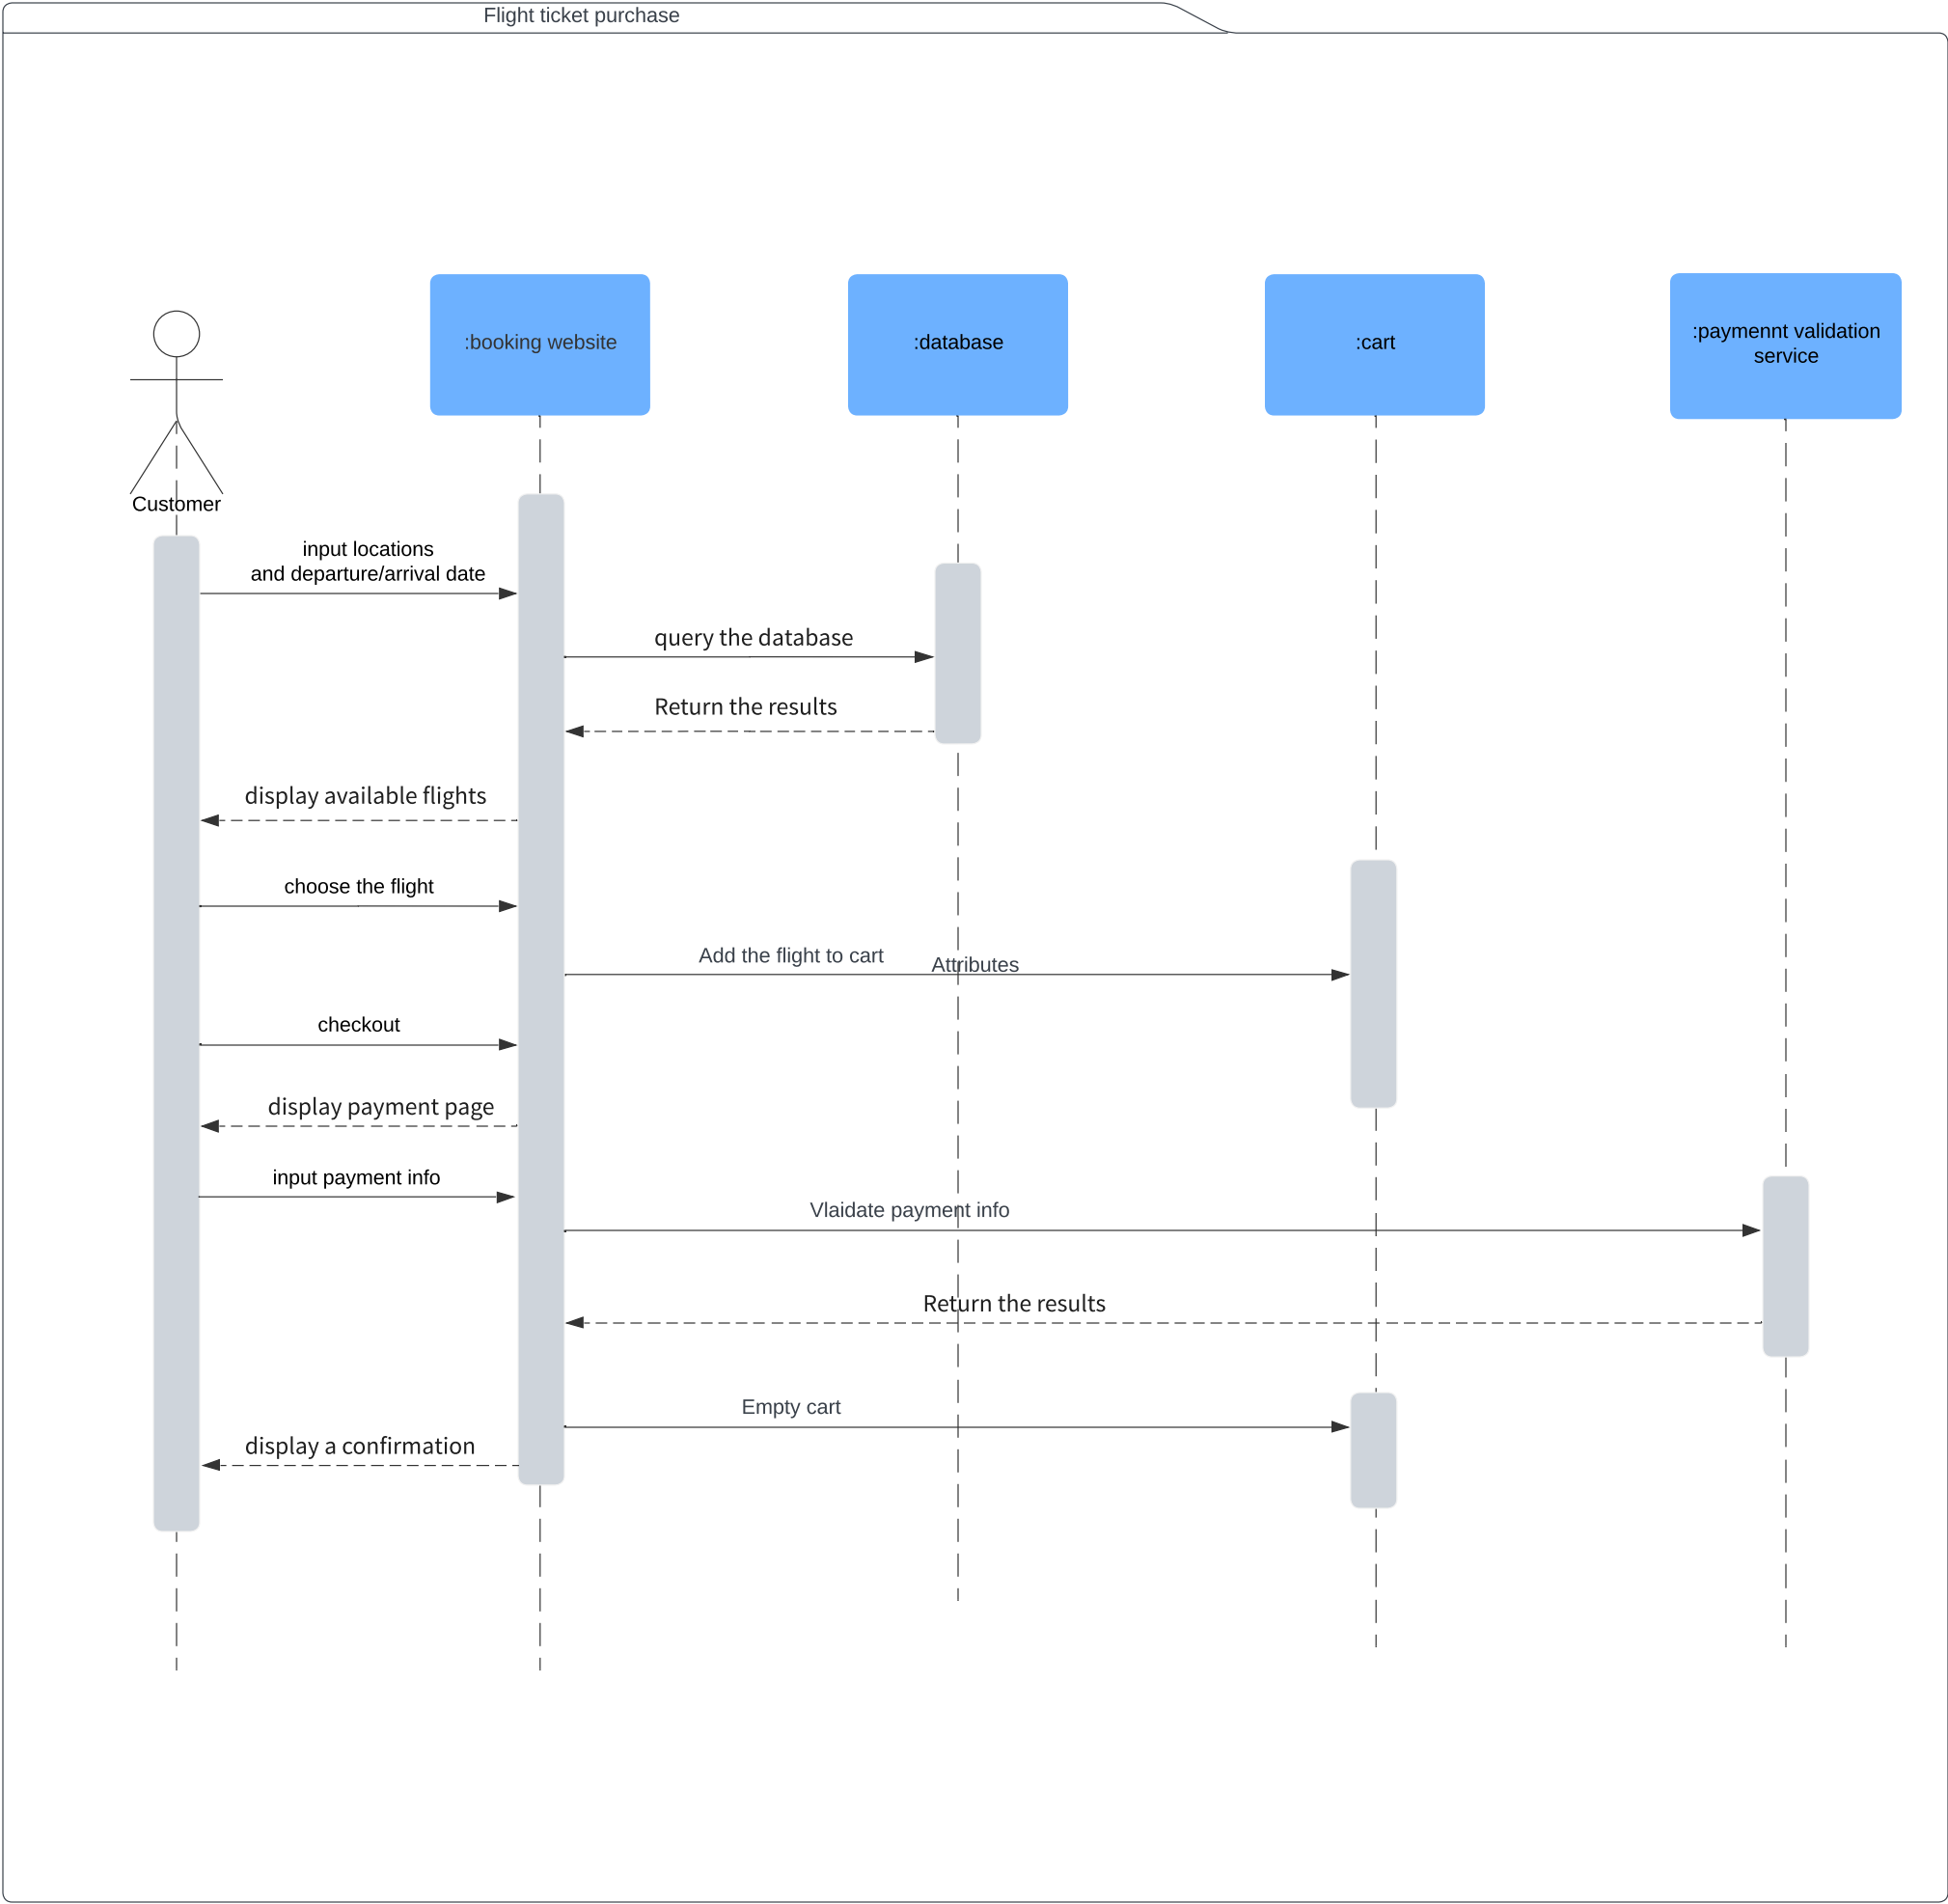 Flight ticket purchase
:booking website
:database
:cart
:paymennt validation
service
Customer
input locations
and departure/arrival date
query the database
Return the results
display available flights
choose the flight
Add the flight to cart
Attributes
checkout
display payment page
input payment info
Vlaidate payment info
Return the results
Empty cart
display a confirmation